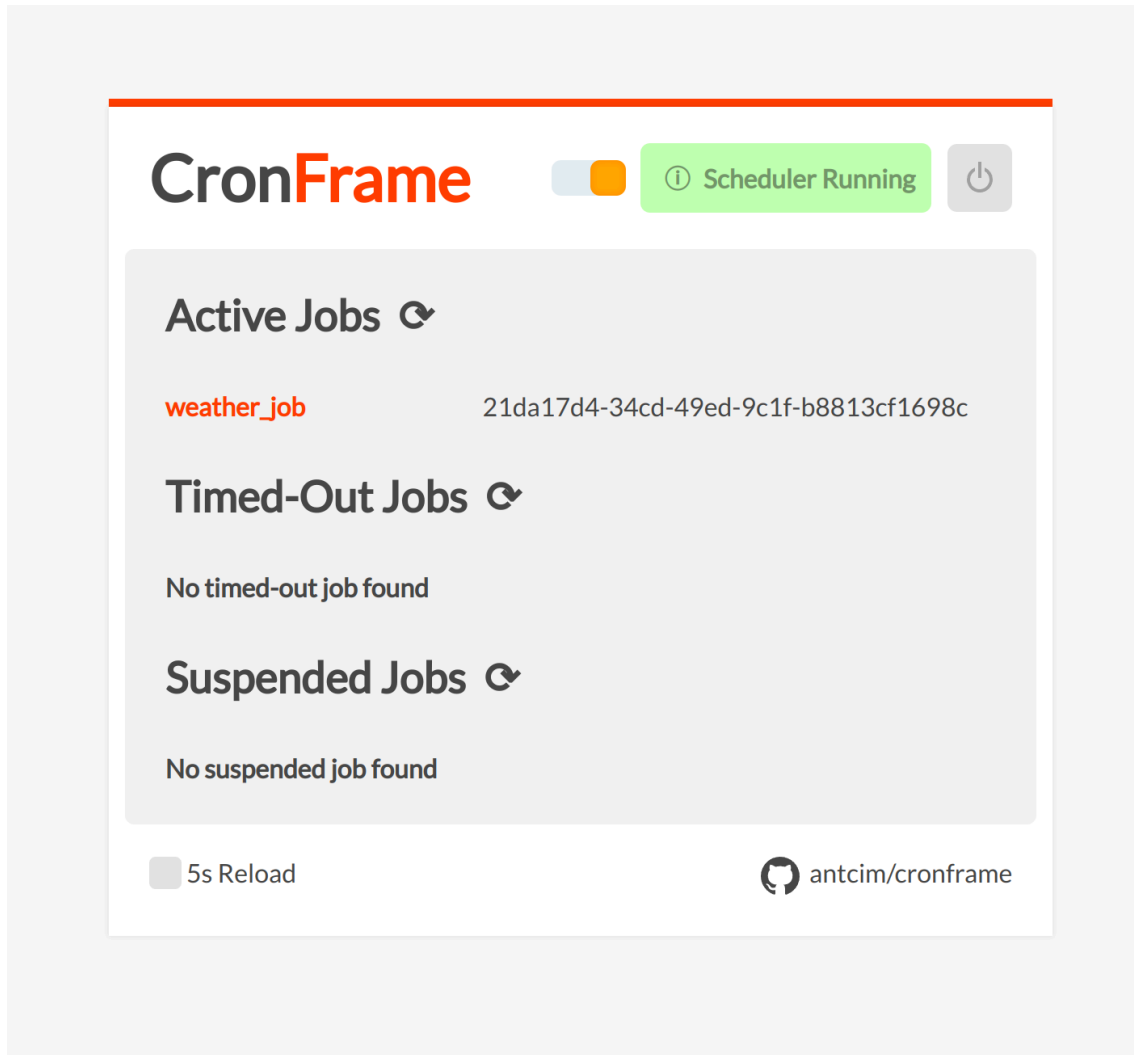 CronFrame
Scheduler Running
Active Jobs
weather_job 21da17d4-34cd-49ed-9c1f-b8813cf1698c
Timed-Out Jobs
No timed-out job found
Suspended Jobs
No suspended job found
5s Reload antcim/cronframe